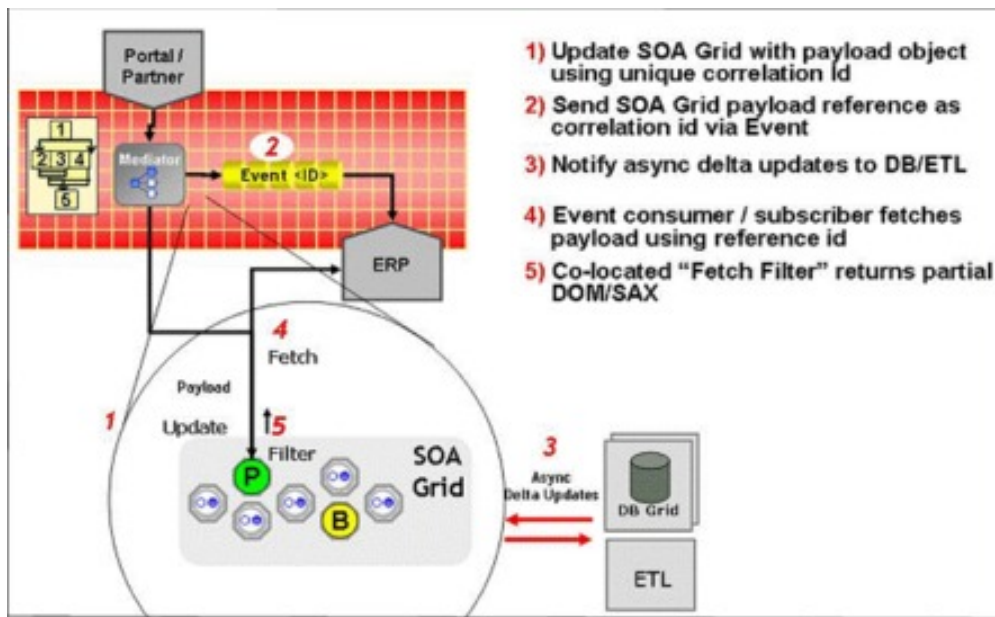 Portal /
Partner
1
2 3 4
5
Mediator
2
Event <ID>
ERP
4
Fetch
Payload
1
Update
5
Filter
SOA
Grid
P
B
3
Async
Delta Updates
DB Grid
ETL
1) Update SOA Grid with payload object
using unique correlation Id
2) Send SOA Grid payload reference as
correlation id via Event
3) Notify async delta updates to DB/ETL
4) Event consumer / subscriber fetches
payload using reference id
5) Co-located “Fetch Filter” returns partial
DOM/SAX